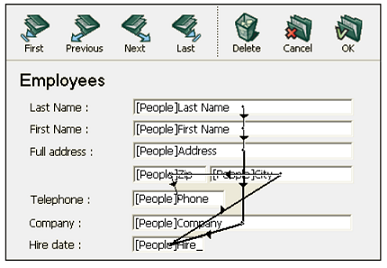 First Previous Next Last Delete Cancel OK
Employees
Last Name : [People]Last Name
First Name : [People]First Name
Full address : [People]Address
[People]Zip [People]City
Telephone : [People]Phone
Company : [People]Company
Hire date : [People]Hire_